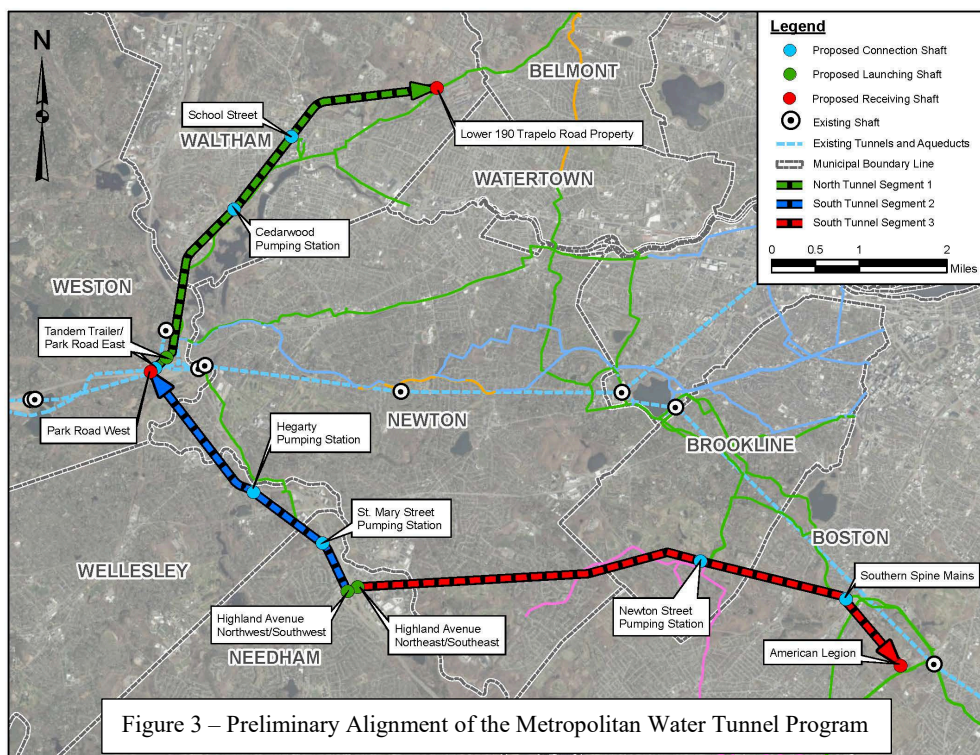 N
BELMONT
School Street
WALTHAM
Lower 190 Trapelo Road Property
WATERTOWN
Cedarwood
Pumping Station
WESTON
Tandem Trailer/
Park Road East
Park Road West
NEWTON
Hegarty
Pumping Station
BROOKLINE
St. Mary Street
Pumping Station
BOSTON
WELLESLEY
Southern Spine Mains
Highland Avenue
Northwest/Southwest
Highland Avenue
Northeast/Southeast
Newton Street
Pumping Station
NEEDHAM
American Legion
Legend
Proposed Connection Shaft
Proposed Launching Shaft
Proposed Receiving Shaft
Existing Shaft
Existing Tunnels and Aqueducts
Municipal Boundary Line
North Tunnel Segment 1
South Tunnel Segment 2
South Tunnel Segment 3
0 0.5 1 2
Miles
Figure 3 – Preliminary Alignment of the Metropolitan Water Tunnel Program